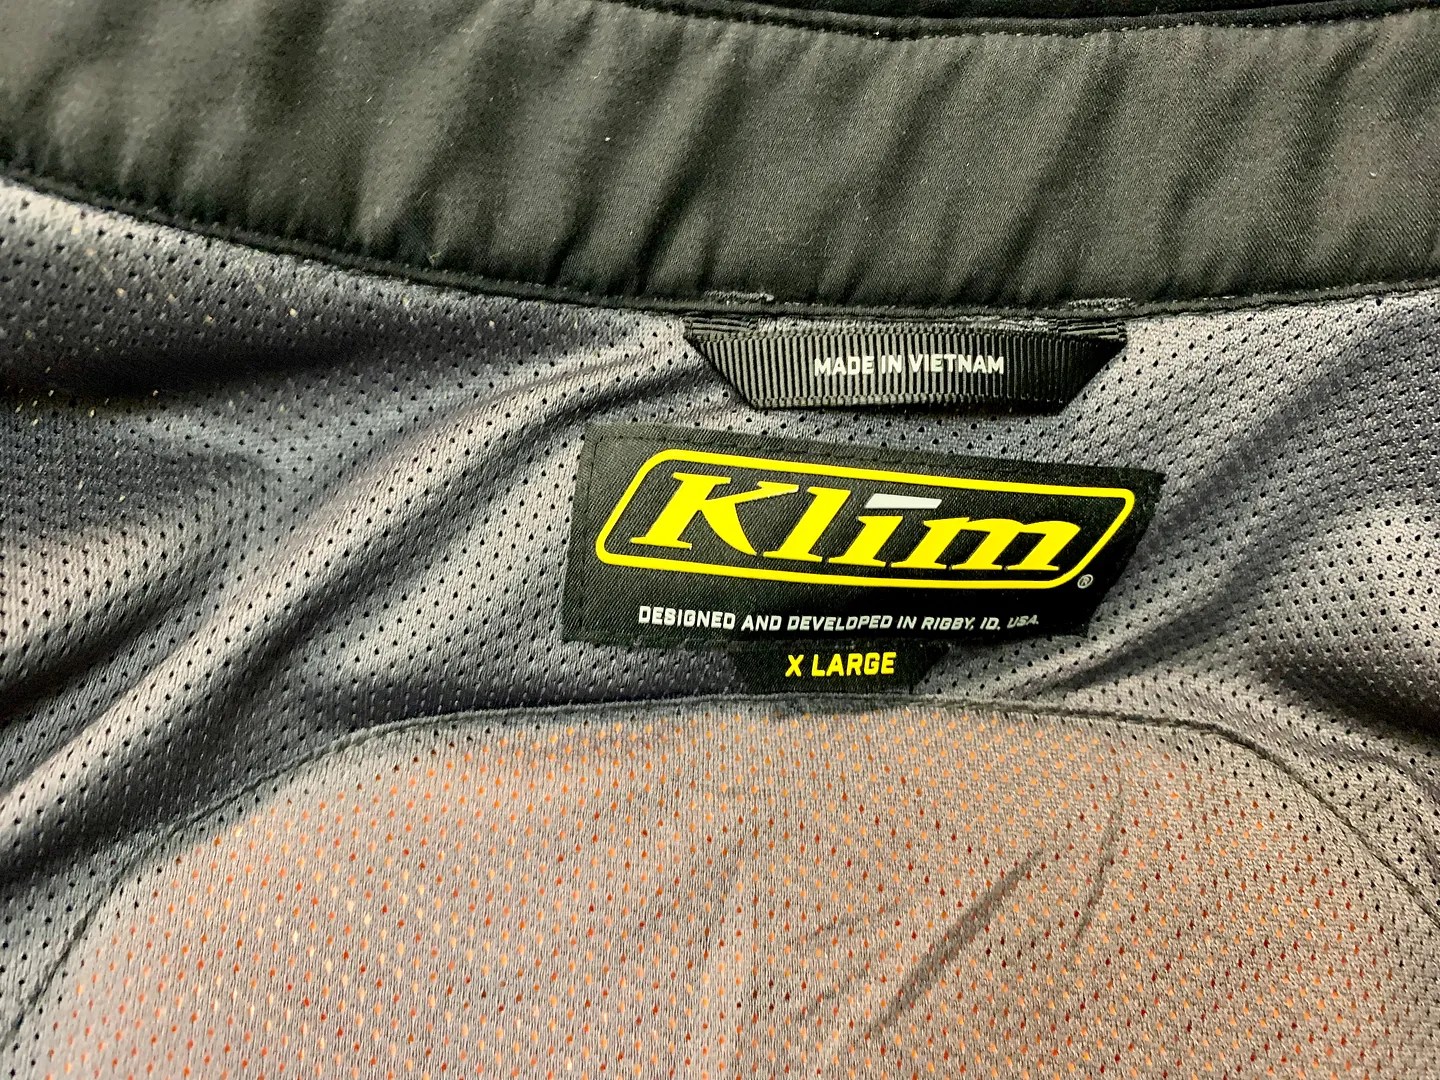 MADE IN VIETNAM
Klim®
DESIGNED AND DEVELOPED IN RIGBY, ID, USA.
X LARGE